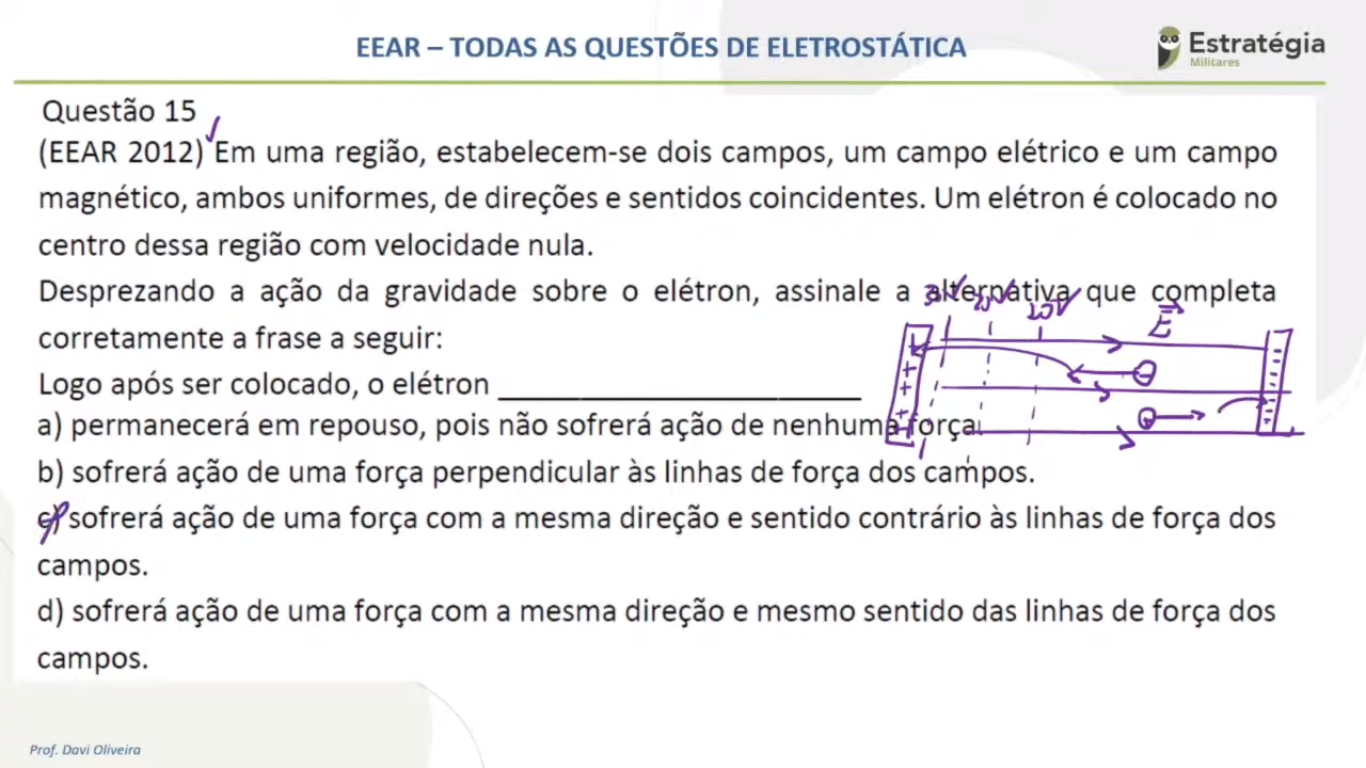 EEAR – TODAS AS QUESTÕES DE ELETROSTÁTICA
Estratégia
Militares
Questão 15
(EEAR 2012) Em uma região, estabelecem-se dois campos, um campo elétrico e um campo
magnético, ambos uniformes, de direções e sentidos coincidentes. Um elétron é colocado no
centro dessa região com velocidade nula.
Desprezando a ação da gravidade sobre o elétron, assinale a alternativa que completa
corretamente a frase a seguir:
20V
10V
E
Logo após ser colocado, o elétron ______________________
a) permanecerá em repouso, pois não sofrerá ação de nenhuma força.
b) sofrerá ação de uma força perpendicular às linhas de força dos campos.
c) sofrerá ação de uma força com a mesma direção e sentido contrário às linhas de força dos
campos.
d) sofrerá ação de uma força com a mesma direção e mesmo sentido das linhas de força dos
campos.
Prof. Davi Oliveira